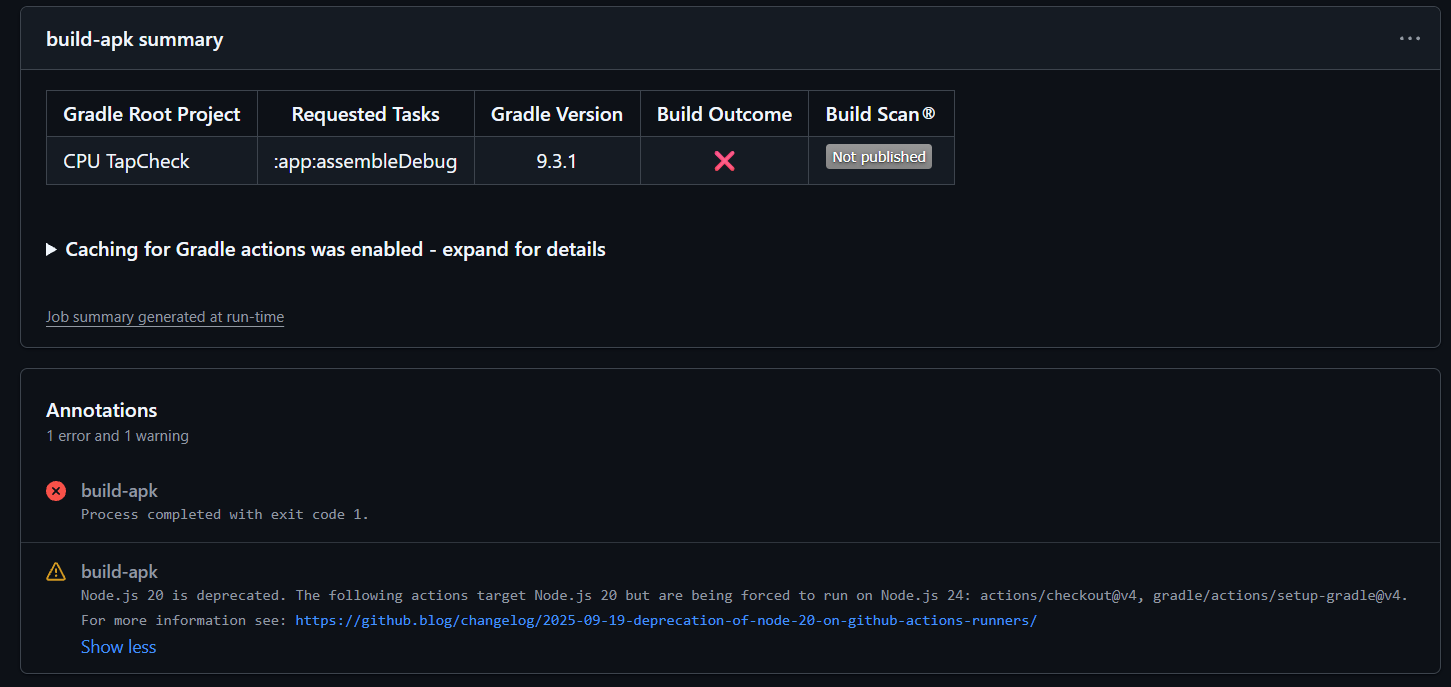 build-apk summary
Gradle Root Project Requested Tasks Gradle Version Build Outcome Build Scan®
CPU TapCheck :app:assembleDebug 9.3.1 Not published
Caching for Gradle actions was enabled - expand for details
Job summary generated at run-time
Annotations
1 error and 1 warning
build-apk
Process completed with exit code 1.
build-apk
Node.js 20 is deprecated. The following actions target Node.js 20 but are being forced to run on Node.js 24: actions/checkout@v4, gradle/actions/setup-gradle@v4.
For more information see: https://github.blog/changelog/2025-09-19-deprecation-of-node-20-on-github-actions-runners/
Show less